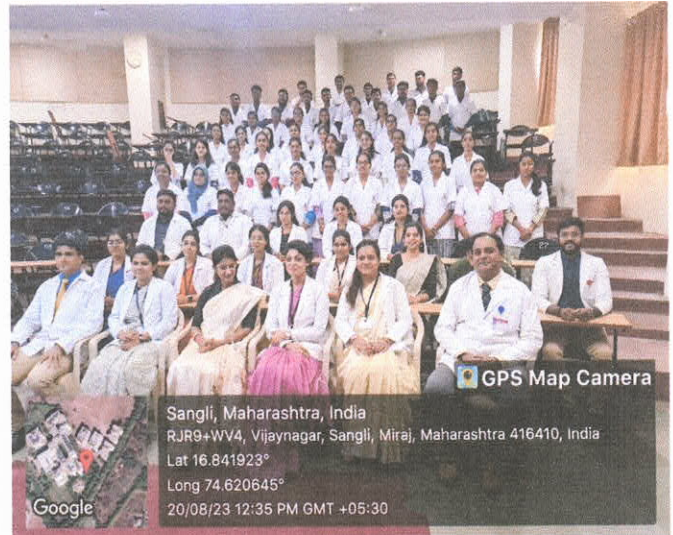 27
GPS Map Camera
Sangli, Maharashtra, India
RJR9+WV4, Vijaynagar, Sangli, Miraj, Maharashtra 416410, India
Lat 16.841923°
Long 74.620645°
Google
20/08/23 12:35 PM GMT +05:30